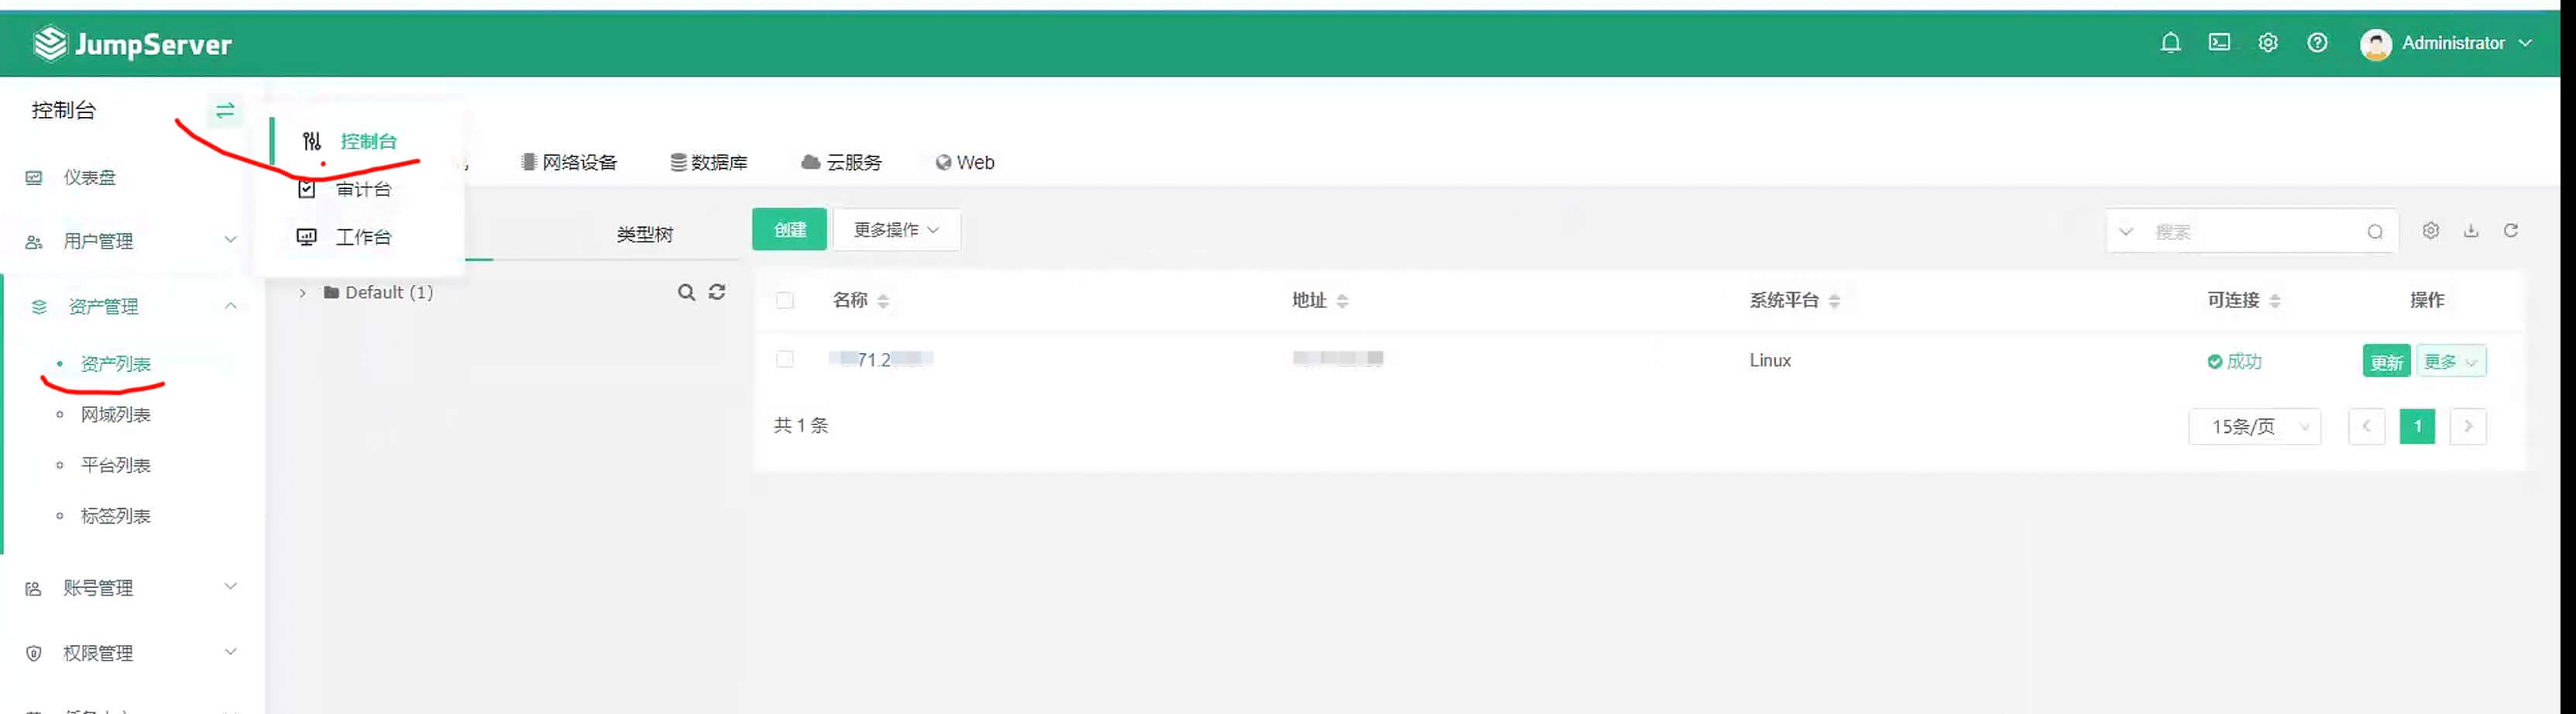 JumpServer
Administrator
控制台
控制台
审计台
工作台
网络设备
数据库
云服务
Web
仪表盘
用户管理
资产管理
资产列表
网域列表
平台列表
标签列表
账号管理
权限管理
类型树
Default (1)
创建
更多操作
搜索
名称
地址
系统平台
可连接
操作
71.2
Linux
成功
更新
更多
共 1 条
15条/页
1